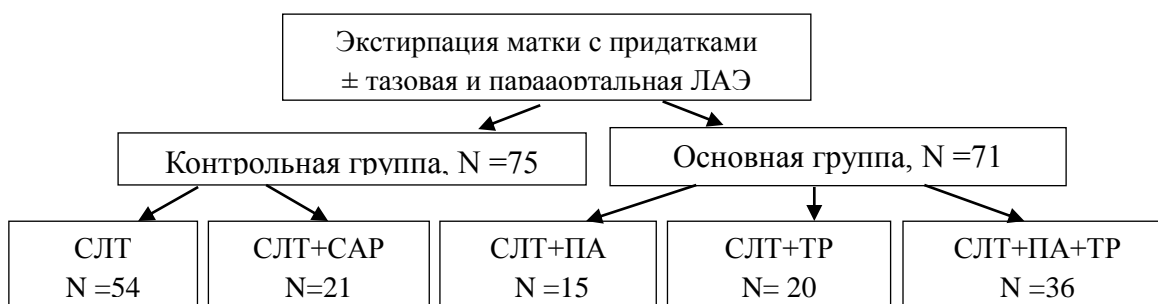 Экстирпация матки с придатками
± тазовая и парааортальная ЛАЭ
Контрольная группа, N =75
Основная группа, N =71
СЛТ
N =54
СЛТ+САР
N=21
СЛТ+ПА
N =15
СЛТ+ТР
N= 20
СЛТ+ПА+ТР
N =36